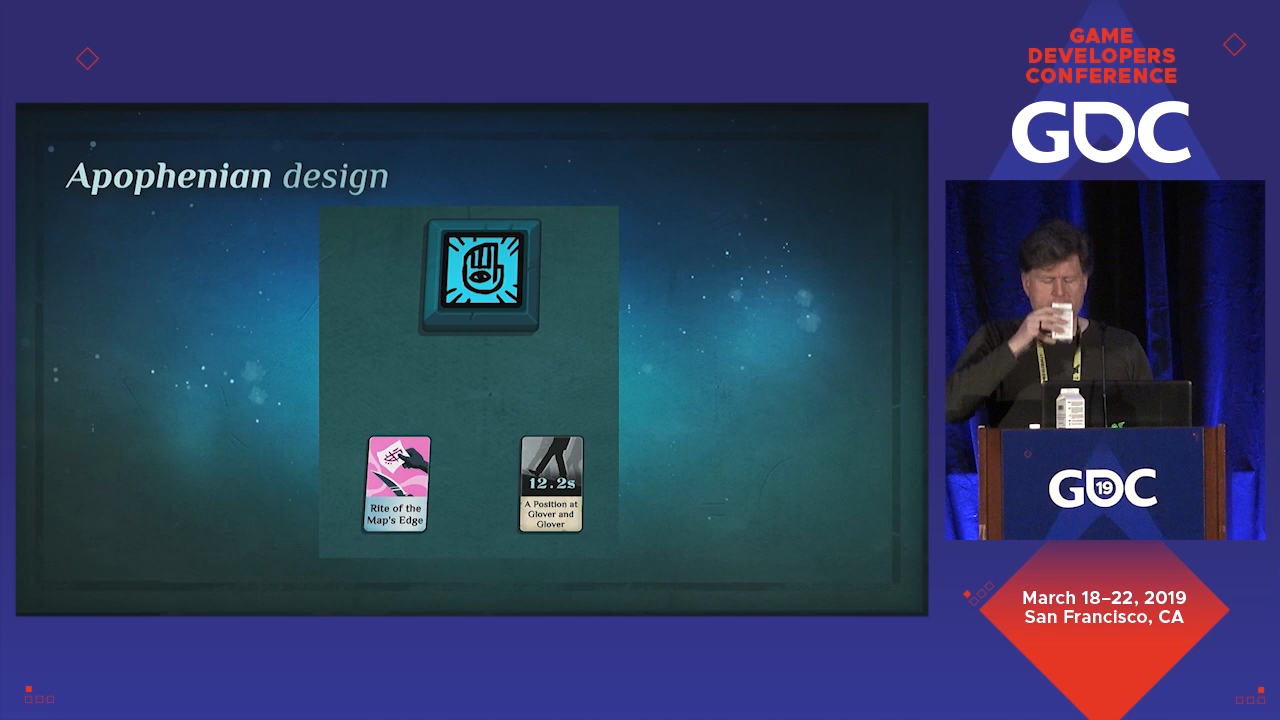 GAME
DEVELOPERS
CONFERENCE
GDC
Apophenian design
Rite of the
Map's Edge
12.2s
A Position at
Glover and
Glover
GDC
19
March 18–22, 2019
San Francisco, CA